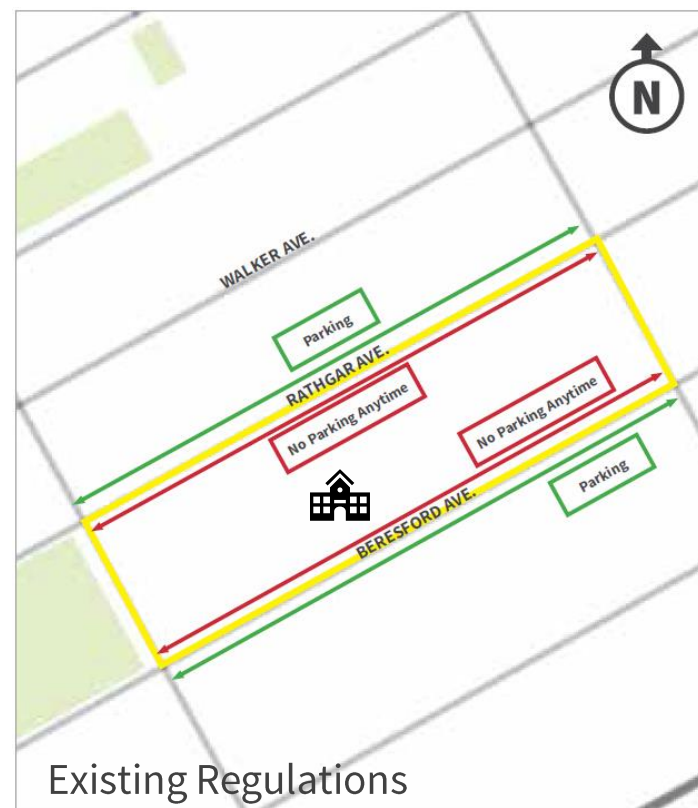 N
WALKER AVE.
Parking
RATHGAR AVE.
No Parking Anytime
No Parking Anytime
Parking
BERESFORD AVE.
Existing Regulations